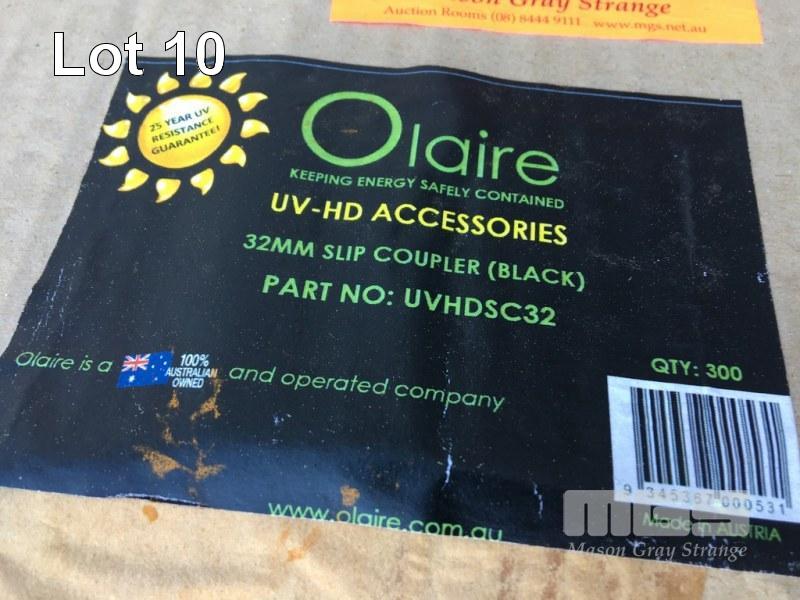 Mason Gray Strange
Auction Rooms (08) 8444 9111 www.mgs.net.au
Lot 10
25 YEAR UV
RESISTANCE
GUARANTEE!
Olaire
KEEPING ENERGY SAFELY CONTAINED
UV-HD ACCESSORIES
32MM SLIP COUPLER (BLACK)
PART NO: UVHDSC32
Olaire is a 100% AUSTRALIAN OWNED and operated company
QTY: 300
9 345367 000531
Made in AUSTRIA
www.olaire.com.au
mgs
Mason Gray Strange